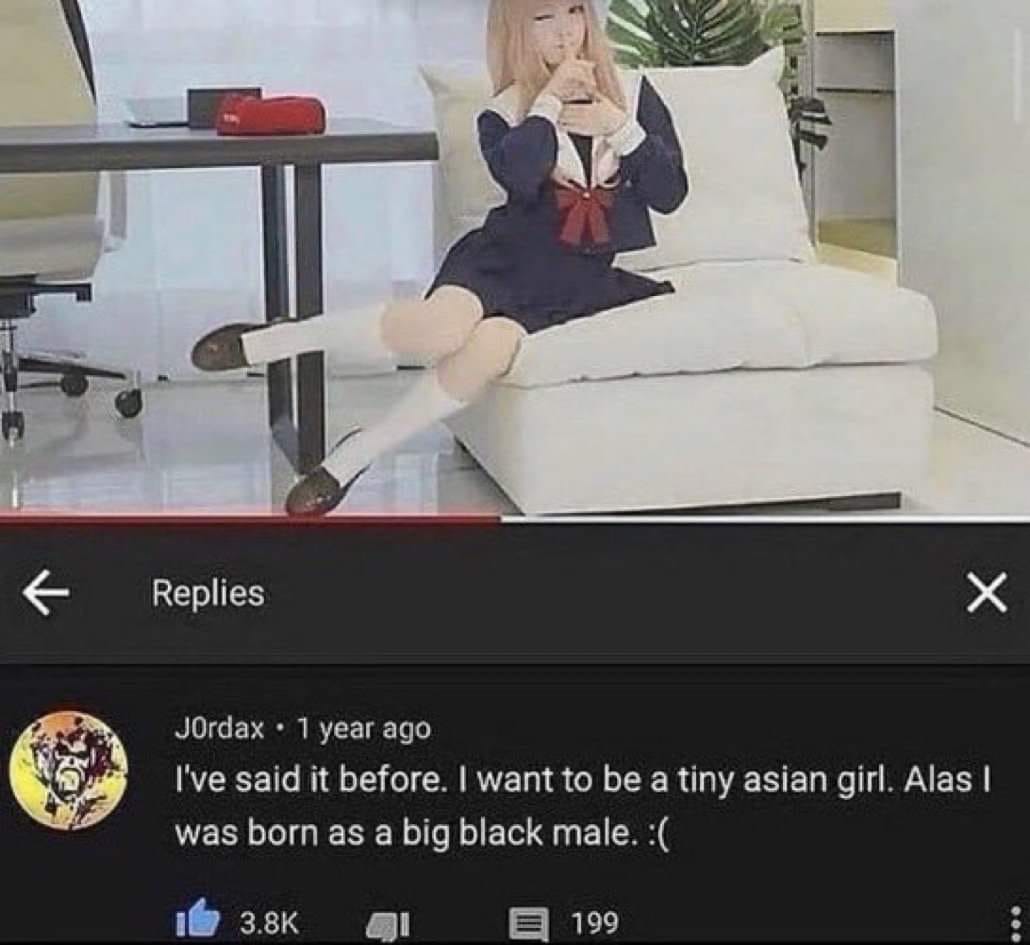 Replies
J0rdax • 1 year ago
I've said it before. I want to be a tiny asian girl. Alas I
was born as a big black male. :(
3.8K 199